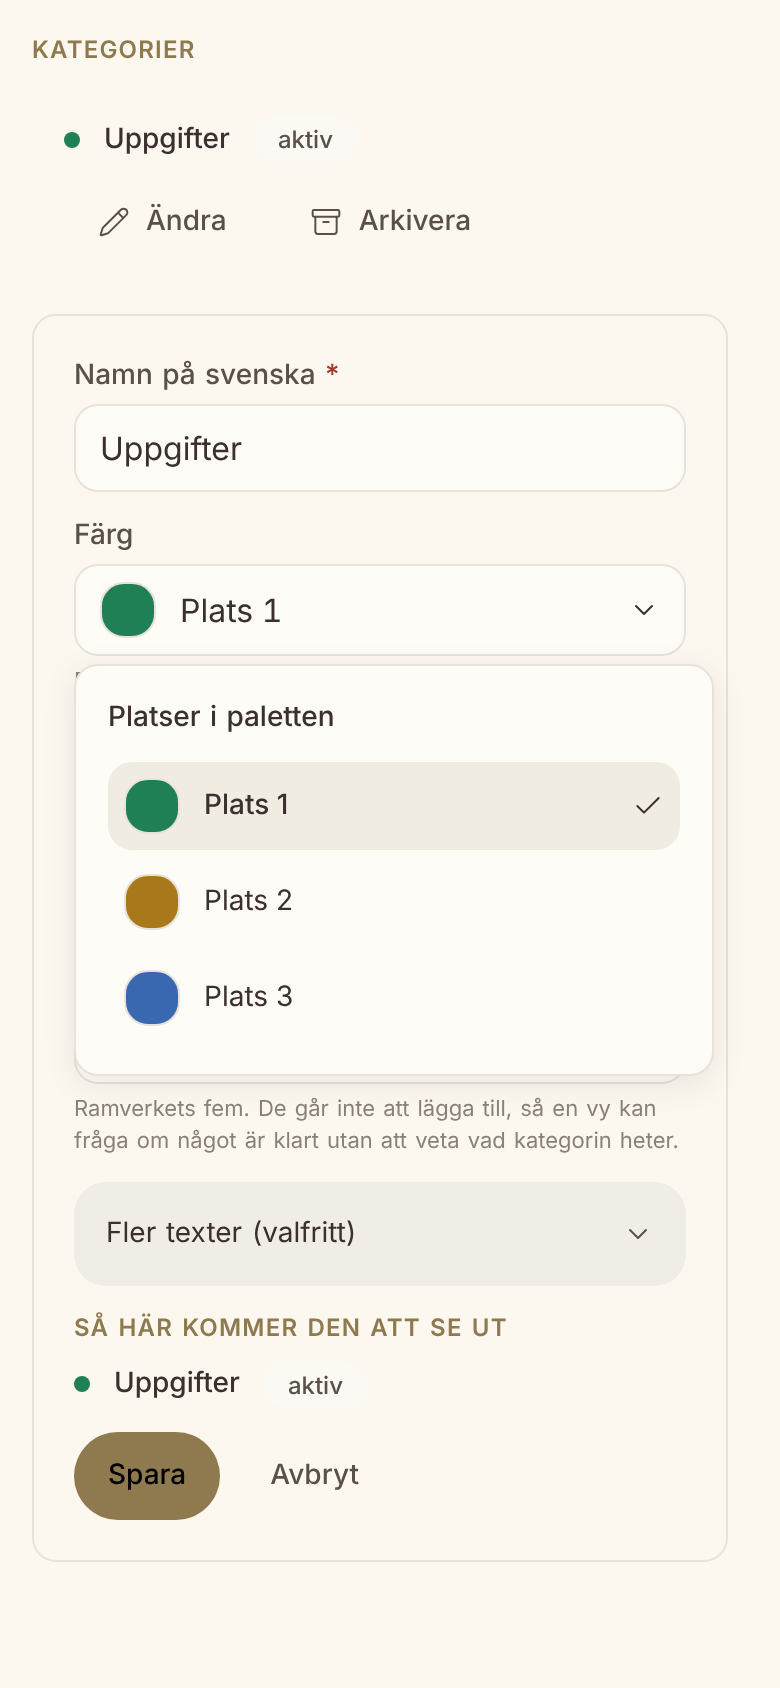 KATEGORIER
Uppgifter aktiv
Ändra Arkivera
Namn på svenska *
Uppgifter
Färg
Plats 1
Platser i paletten
Plats 1
Plats 2
Plats 3
Ramverkets fem. De går inte att lägga till, så en vy kan
fråga om något är klart utan att veta vad kategorin heter.
Fler texter (valfritt)
SÅ HÄR KOMMER DEN ATT SE UT
Uppgifter aktiv
Spara Avbryt